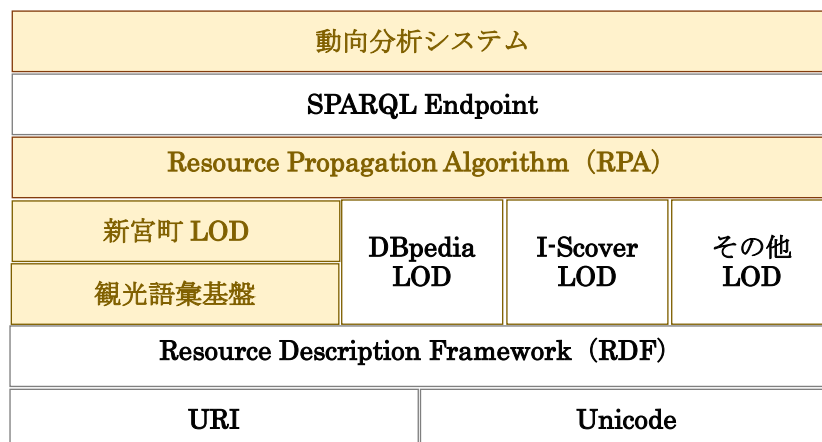 動向分析システム
SPARQL Endpoint
Resource Propagation Algorithm（RPA）
新宮町 LOD
観光語彙基盤
DBpedia
LOD
I-Scover
LOD
その他
LOD
Resource Description Framework（RDF）
URI
Unicode